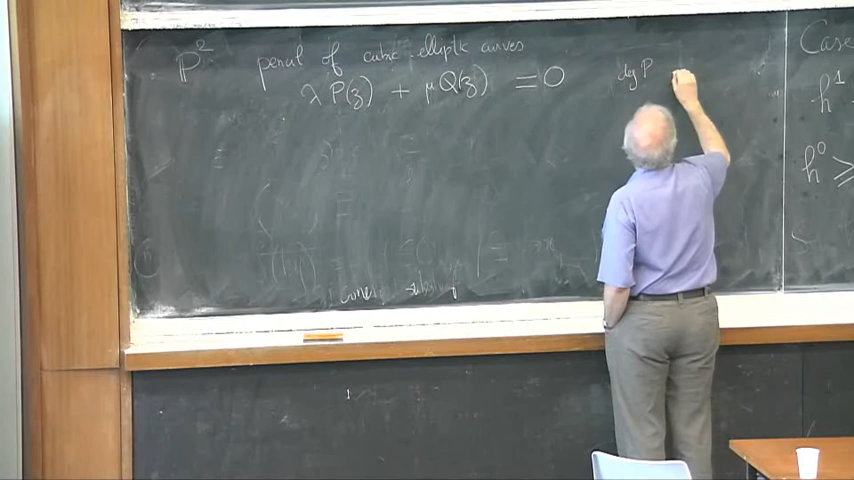 P² pencil of cubic elliptic curves
λ P(z) + μ Q(z) = 0 deg P
Case
h¹
h⁰ ≥